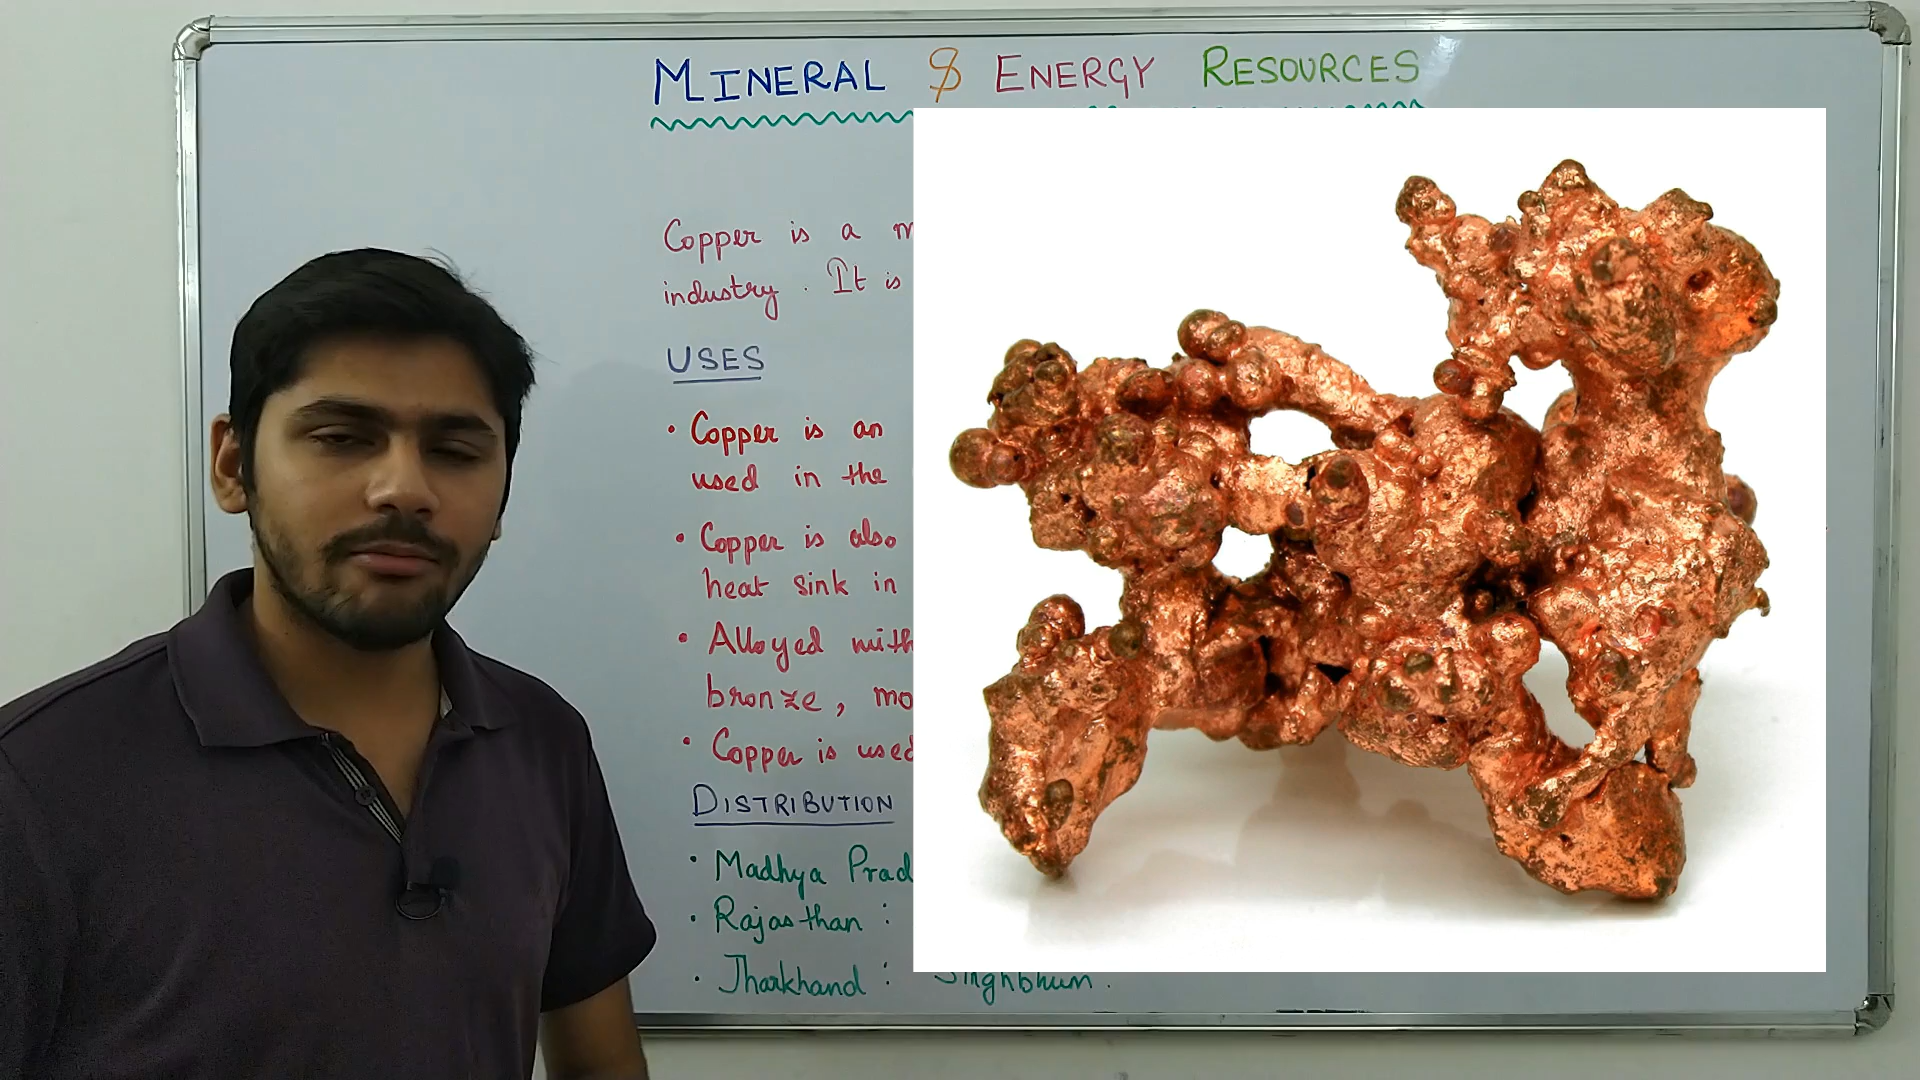 MINERAL & ENERGY RESOURCES
Copper is a
industry. It is
USES
• Copper is an
used in the
• Copper is also
heat sink in
• Alloyed with
bronze,
• Copper is used
DISTRIBUTION
• Madhya Prad
• Rajasthan :
• Jharkhand : Singhbhum.